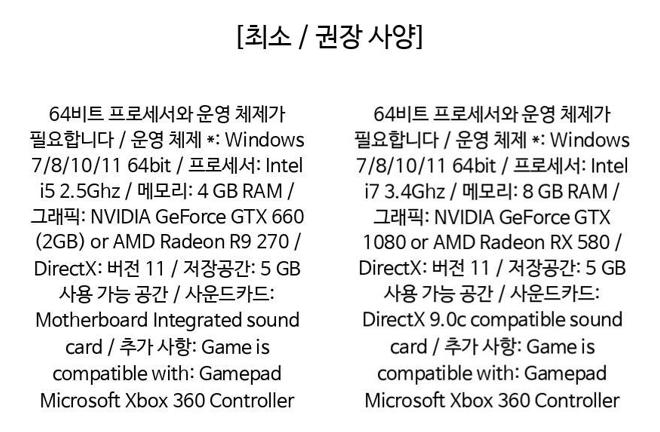 [최소 / 권장 사양]
64비트 프로세서와 운영 체제가
필요합니다 / 운영 체제 *: Windows
7/8/10/11 64bit / 프로세서: Intel
i5 2.5Ghz / 메모리: 4 GB RAM /
그래픽: NVIDIA GeForce GTX 660
(2GB) or AMD Radeon R9 270 /
DirectX: 버전 11 / 저장공간: 5 GB
사용 가능 공간 / 사운드카드:
Motherboard Integrated sound
card / 추가 사항: Game is
compatible with: Gamepad
Microsoft Xbox 360 Controller
64비트 프로세서와 운영 체제가
필요합니다 / 운영 체제 *: Windows
7/8/10/11 64bit / 프로세서: Intel
i7 3.4Ghz / 메모리: 8 GB RAM /
그래픽: NVIDIA GeForce GTX
1080 or AMD Radeon RX 580 /
DirectX: 버전 11 / 저장공간: 5 GB
사용 가능 공간 / 사운드카드:
DirectX 9.0c compatible sound
card / 추가 사항: Game is
compatible with: Gamepad
Microsoft Xbox 360 Controller